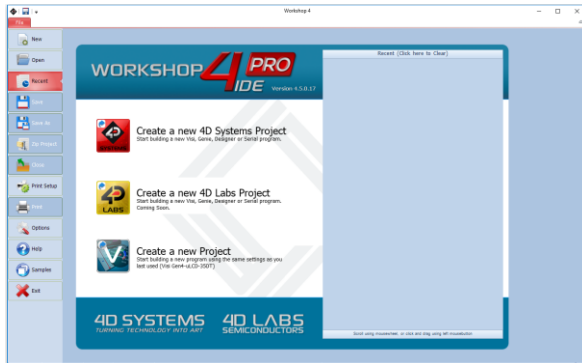 Workshop 4
File
New
Open
Recent
Save
Save As
Zip Project
Close
Print Setup
Print
Options
Help
Samples
Exit
WORKSHOP 4 PRO
IDE Version 4.5.0.17
Create a new 4D Systems Project
Start building a new Visi, Genie, Designer or Serial program.
SYSTEMS
Create a new 4D Labs Project
Start building a new Visi, Genie, Designer or Serial program.
Coming Soon.
4D
LABS
Create a new Project
Start building a new program using the same settings as you
last used (Visi Gen4-uLCD-35DT)
V
4D SYSTEMS
TURNING TECHNOLOGY INTO ART
4D LABS
SEMICONDUCTORS
Recent (Click here to Clear)
Scroll using mousewheel, or click and drag using left mousebutton